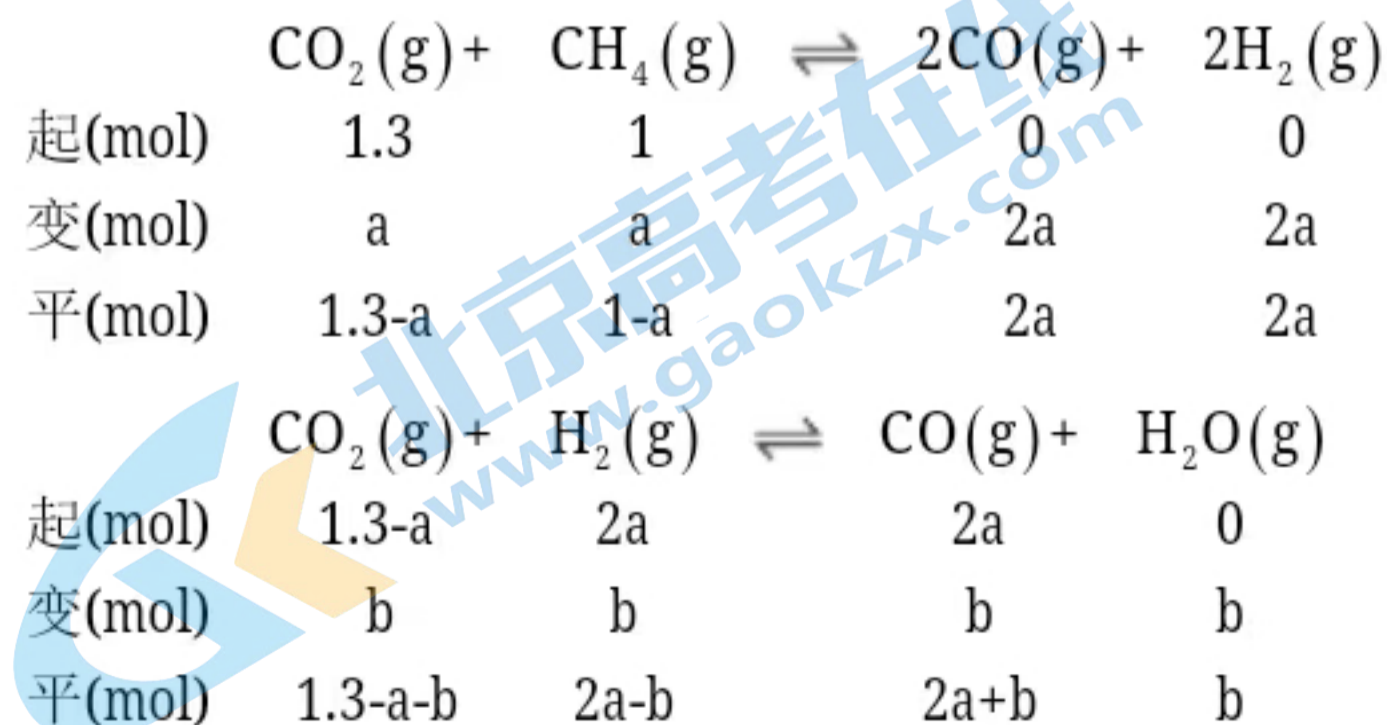 CO₂(g)+ CH₄(g) ⇌ 2CO(g)+ 2H₂(g)
起(mol) 1.3 1 0 0
变(mol) a a 2a 2a
平(mol) 1.3-a 1-a 2a 2a
CO₂(g)+ H₂(g) ⇌ CO(g)+ H₂O(g)
起(mol) 1.3-a 2a 2a 0
变(mol) b b b b
平(mol) 1.3-a-b 2a-b 2a+b b
北京高考在线
www.gaokzx.com